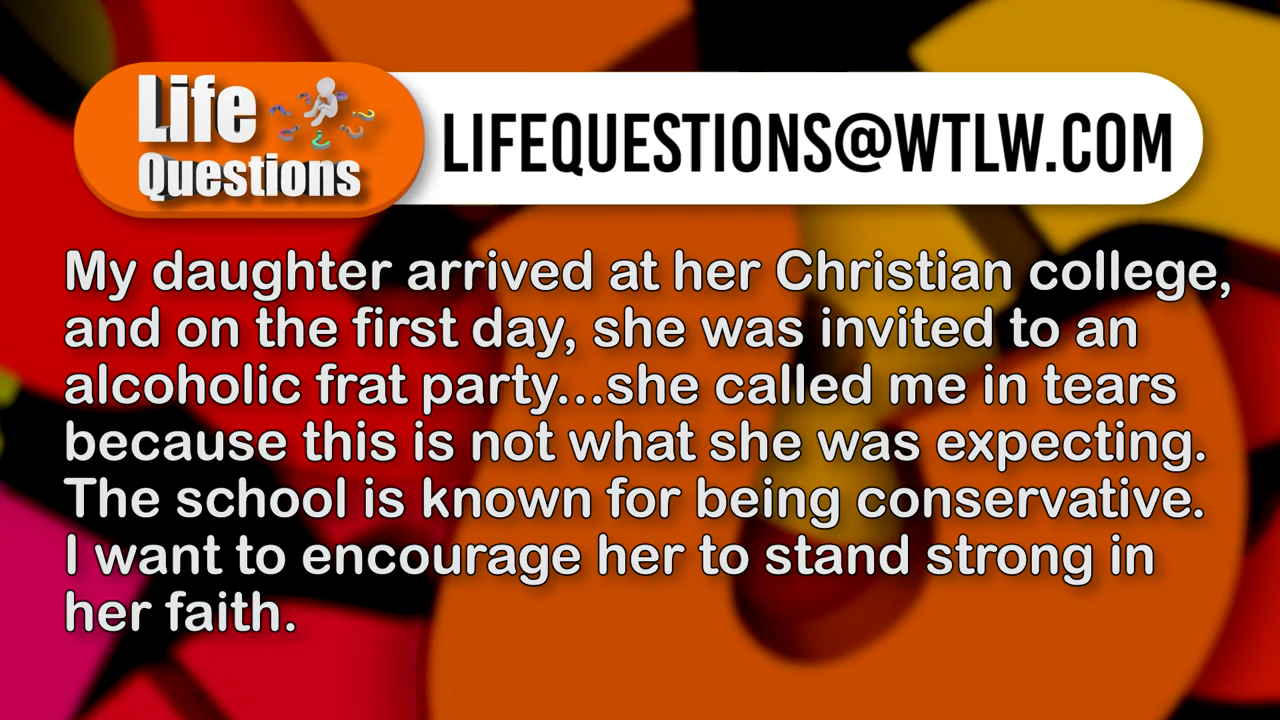 Life
Questions
LIFEQUESTIONS@WTLW.COM
My daughter arrived at her Christian college,
and on the first day, she was invited to an
alcoholic frat party...she called me in tears
because this is not what she was expecting.
The school is known for being conservative.
I want to encourage her to stand strong in
her faith.